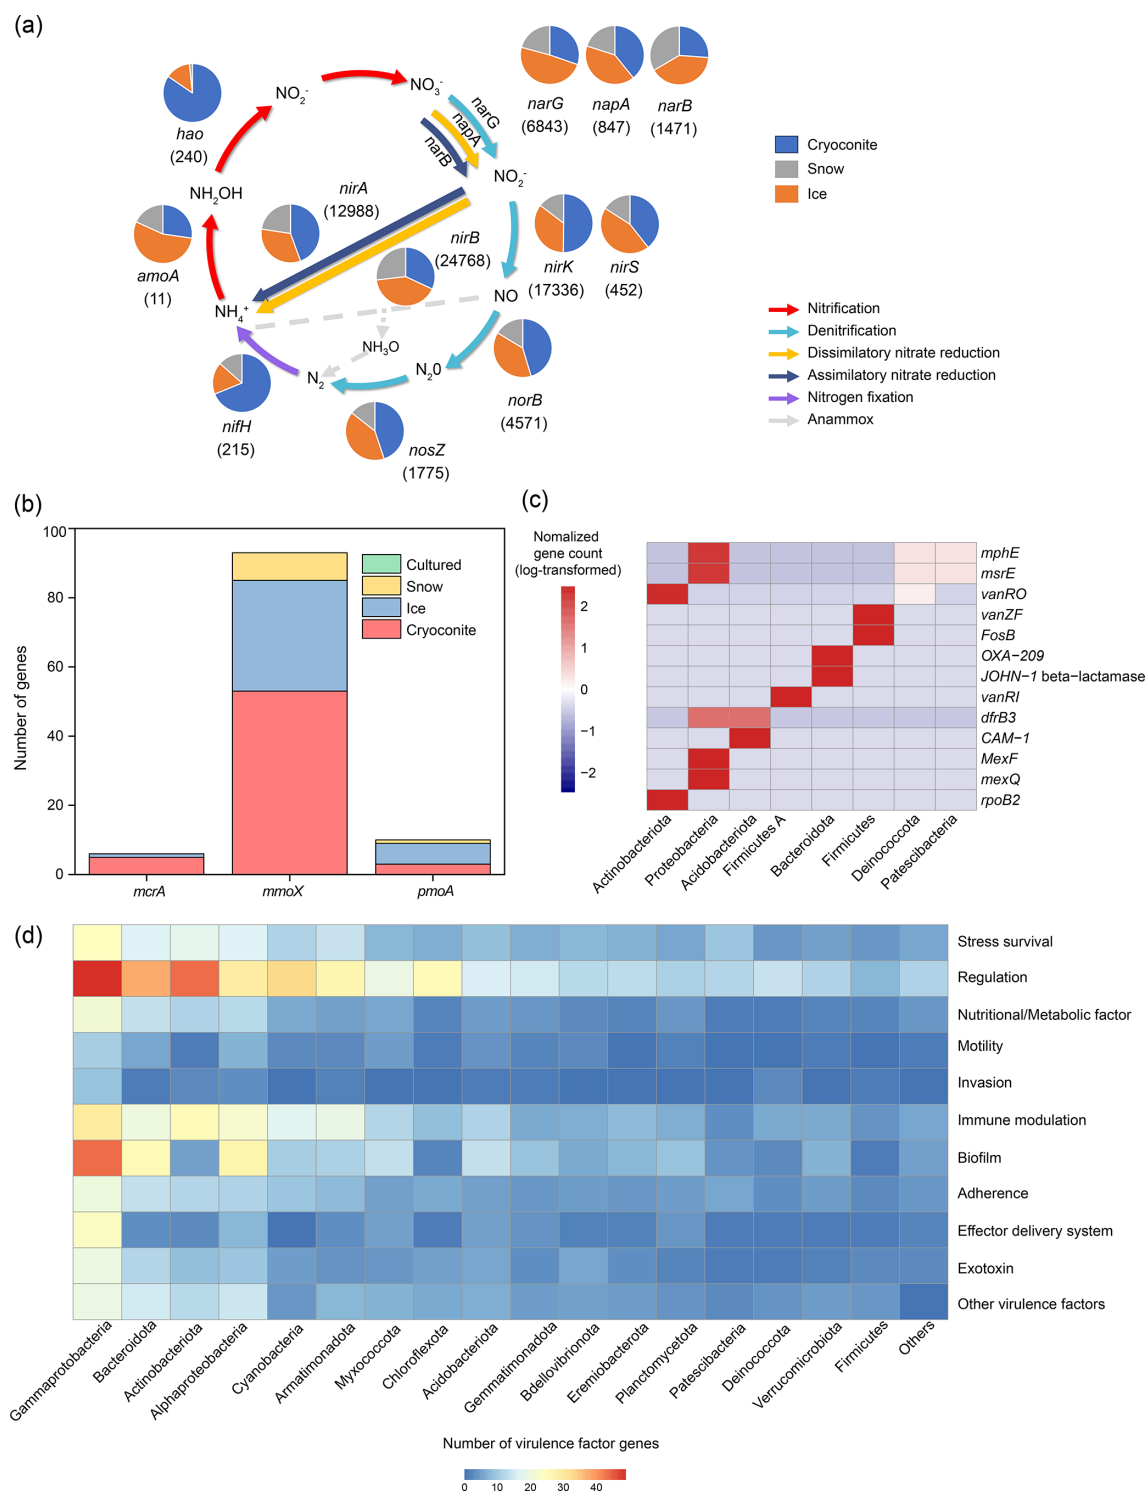 (a)
NO2-
NO3-
narG
napA
narB
narG
(6843)
napA
(847)
narB
(1471)
hao
(240)
NH2OH
NO2-
Cryoconite
Snow
Ice
nirA
(12988)
nirB
(24768)
amoA
(11)
nirK
(17336)
nirS
(452)
NH4+
NO
NH3O
N2
N20
norB
(4571)
nifH
(215)
nosZ
(1775)
Nitrification
Denitrification
Dissimilatory nitrate reduction
Assimilatory nitrate reduction
Nitrogen fixation
Anammox
(b)
Number of genes
100
80
60
40
20
0
Cultured
Snow
Ice
Cryoconite
mcrA
mmoX
pmoA
(c)
Nomalized
gene count
(log-transformed)
2
1
0
−1
−2
mphE
msrE
vanRO
vanZF
FosB
OXA−209
JOHN−1 beta−lactamase
vanRI
dfrB3
CAM−1
MexF
mexQ
rpoB2
Actinobacteriota
Proteobacteria
Acidobacteriota
Firmicutes A
Bacteroidota
Firmicutes
Deinococcota
Patescibacteria
(d)
Stress survival
Regulation
Nutritional/Metabolic factor
Motility
Invasion
Immune modulation
Biofilm
Adherence
Effector delivery system
Exotoxin
Other virulence factors
Gammaprotobacteria
Bacteroidota
Actinobacteriota
Alphaproteobacteria
Cyanobacteria
Armatimonadota
Myxococcota
Chloroflexota
Acidobacteriota
Gemmatimonadota
Bdellovibrionota
Eremiobacterota
Planctomycetota
Patescibacteria
Deinococcota
Verrucomicrobiota
Firmicutes
Others
Number of virulence factor genes
0 10 20 30 40